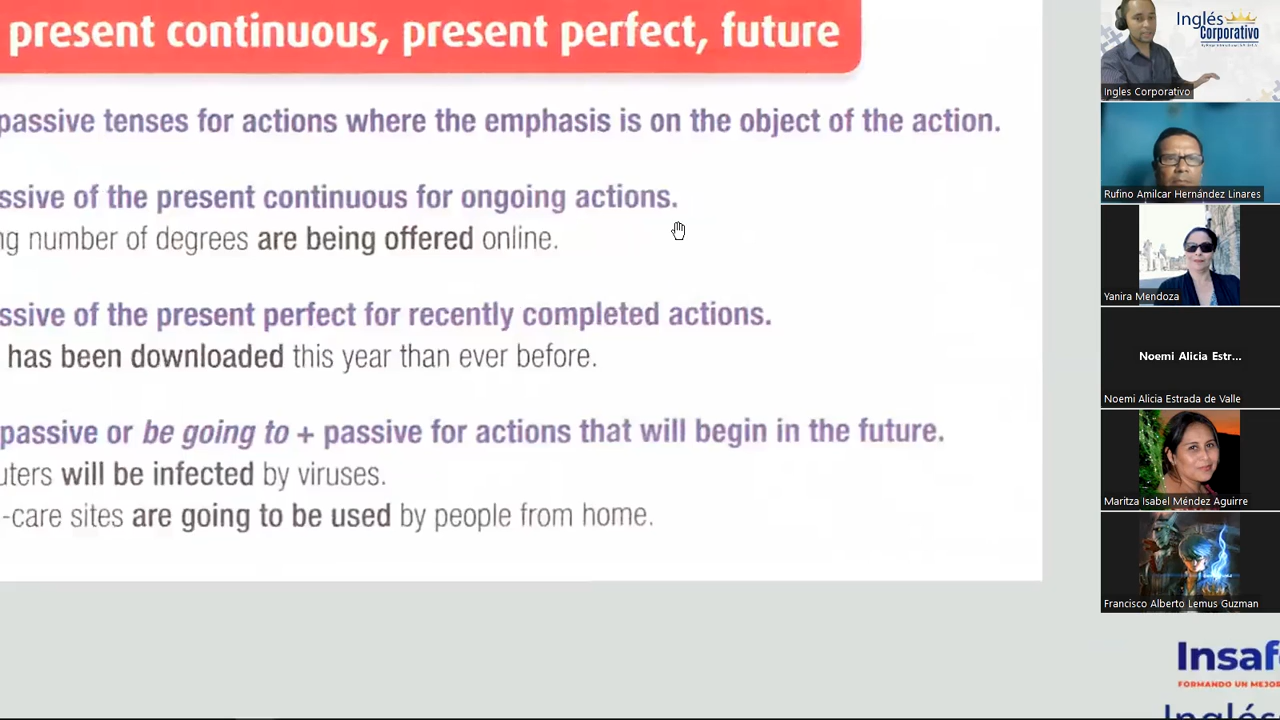 present continuous, present perfect, future
passive tenses for actions where the emphasis is on the object of the action.
ssive of the present continuous for ongoing actions.
ng number of degrees are being offered online.
ssive of the present perfect for recently completed actions.
has been downloaded this year than ever before.
passive or be going to + passive for actions that will begin in the future.
uters will be infected by viruses.
-care sites are going to be used by people from home.
Inglés
Corporativo
Ingles Corporativo
Rufino Amilcar Hernández Linares
Yanira Mendoza
Noemi Alicia Estr...
Noemi Alicia Estrada de Valle
Maritza Isabel Méndez Aguirre
Francisco Alberto Lemus Guzman
Insaf
FORMANDO UN MEJOR
Inglés